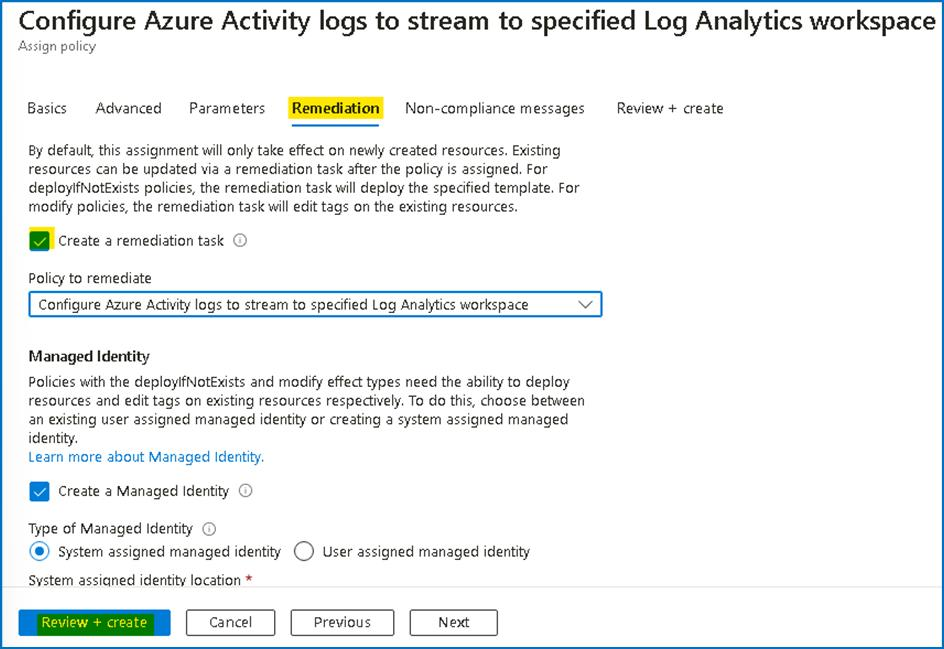 Configure Azure Activity logs to stream to specified Log Analytics workspace
Assign policy
Basics Advanced Parameters Remediation Non-compliance messages Review + create
By default, this assignment will only take effect on newly created resources. Existing
resources can be updated via a remediation task after the policy is assigned. For
deployIfNotExists policies, the remediation task will deploy the specified template. For
modify policies, the remediation task will edit tags on the existing resources.
Create a remediation task
Policy to remediate
Configure Azure Activity logs to stream to specified Log Analytics workspace
Managed Identity
Policies with the deployIfNotExists and modify effect types need the ability to deploy
resources and edit tags on existing resources respectively. To do this, choose between
an existing user assigned managed identity or creating a system assigned managed
identity.
Learn more about Managed Identity.
Create a Managed Identity
Type of Managed Identity
System assigned managed identity User assigned managed identity
System assigned identity location *
Review + create Cancel Previous Next